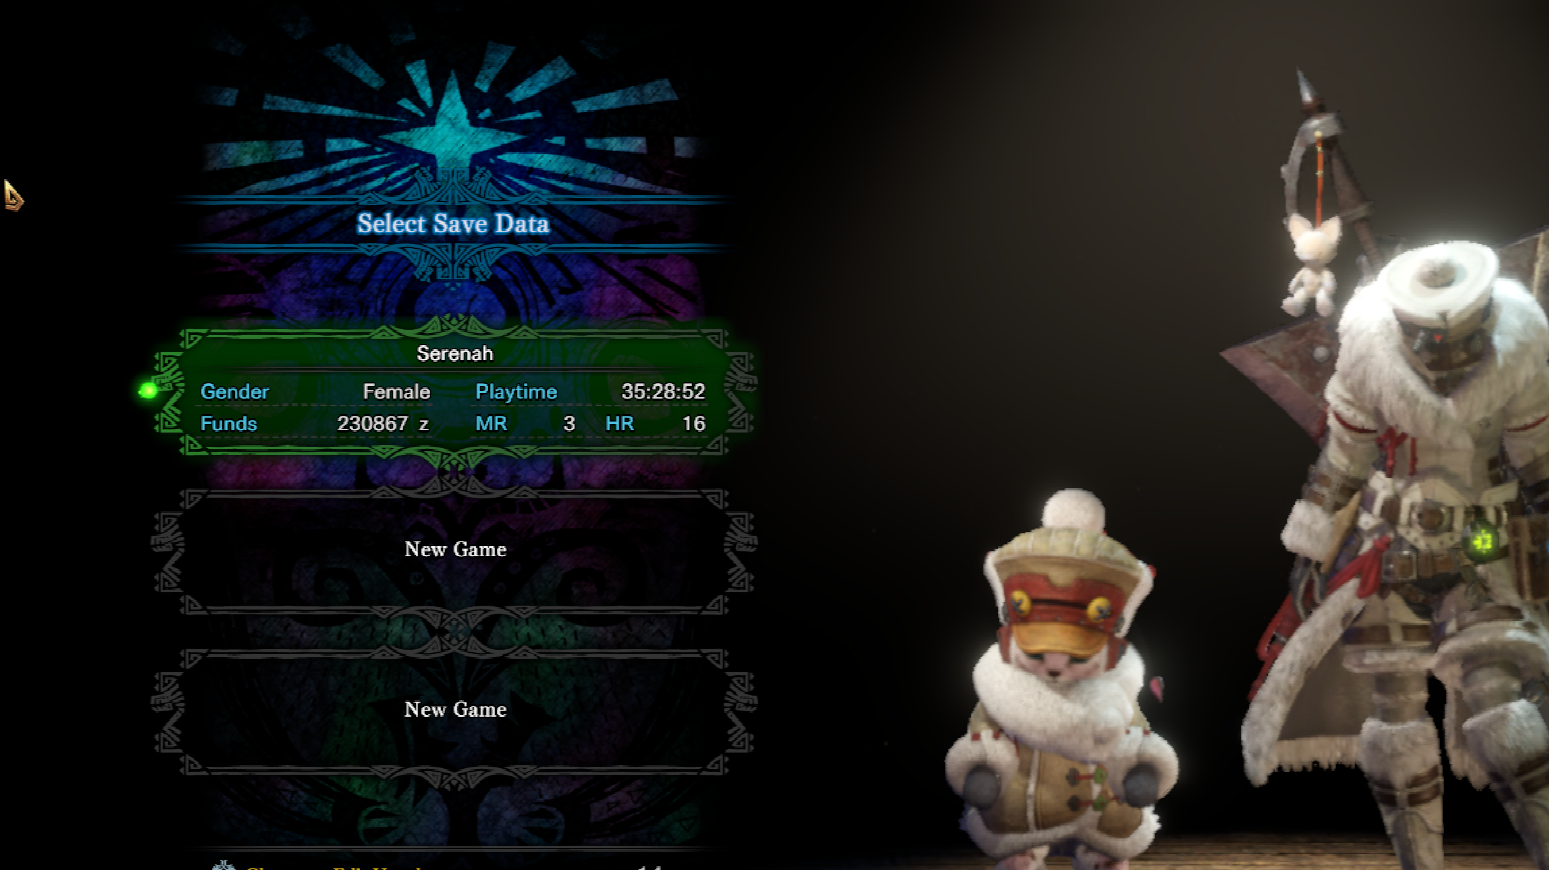 Select Save Data
Serenah
Gender Female Playtime 35:28:52
Funds 230867 z MR 3 HR 16
New Game
New Game